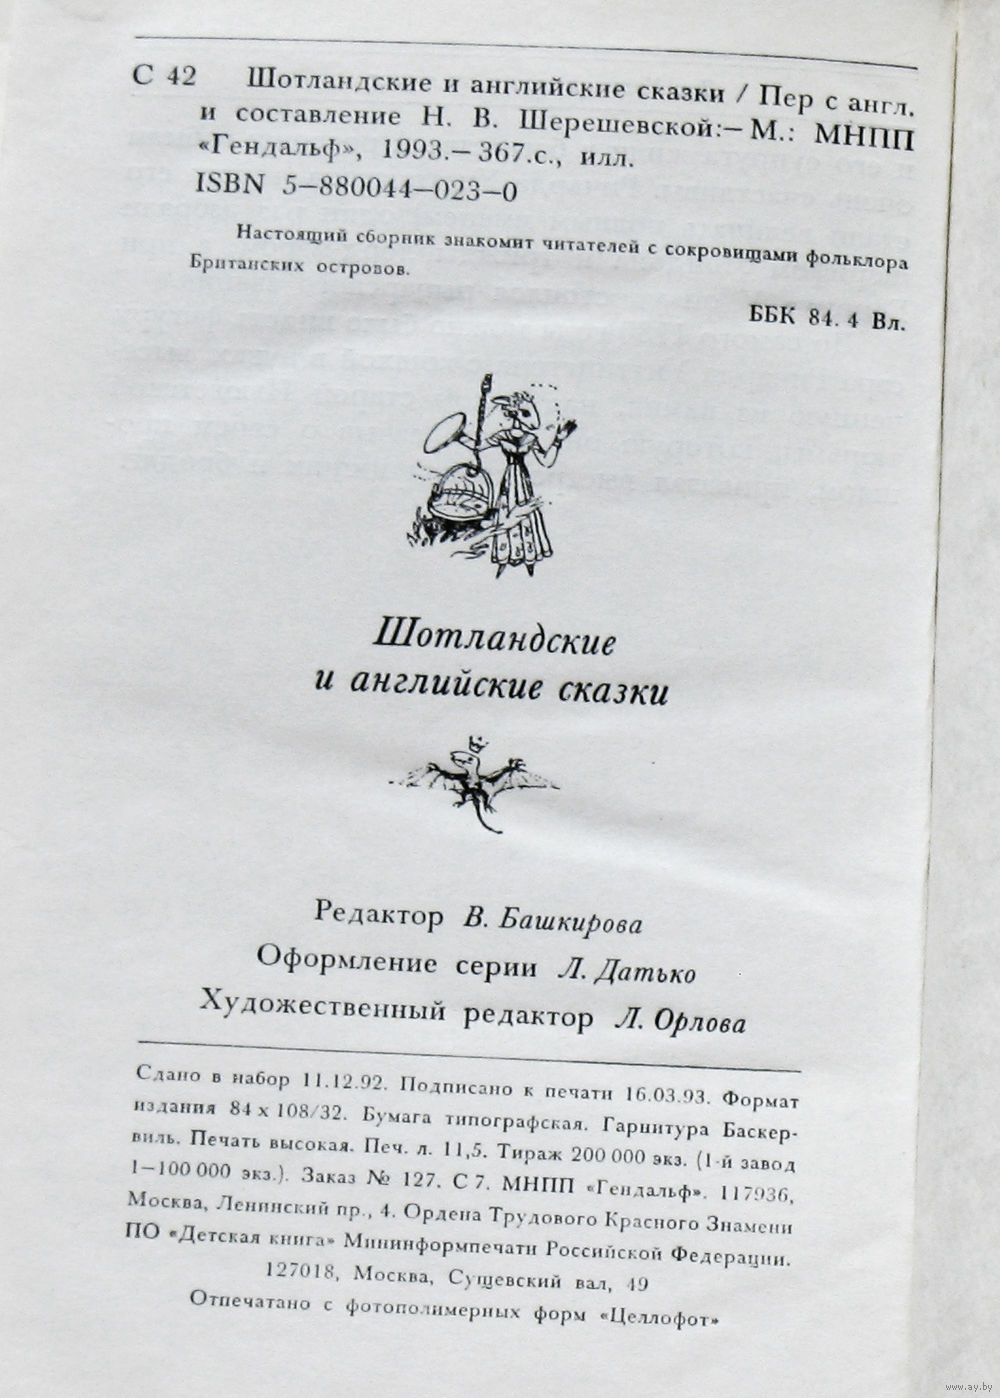 С 42 Шотландские и английские сказки / Пер с англ.
и составление Н. В. Шерешевской:— М.: МНПП
«Гендальф», 1993.— 367.с., илл.
ISBN 5—880044—023—0
Настоящий сборник знакомит читателей с сокровищами фольклора
Британских островов.
ББК 84. 4 Вл.
Шотландские
и английские сказки
Редактор В. Башкирова
Оформление серии Л. Датько
Художественный редактор Л. Орлова
Сдано в набор 11.12.92. Подписано к печати 16.03.93. Формат
издания 84 х 108/32. Бумага типографская. Гарнитура Баскер-
виль. Печать высокая. Печ. л. 11,5. Тираж 200 000 экз. (1-й завод
1—100 000 экз.). Заказ № 127. С 7. МНПП «Гендальф». 117936,
Москва, Ленинский пр., 4. Ордена Трудового Красного Знамени
ПО «Детская книга» Мининформпечати Российской Федерации.
127018, Москва, Сущевский вал, 49
Отпечатано с фотополимерных форм «Целлофот»
www.ay.by